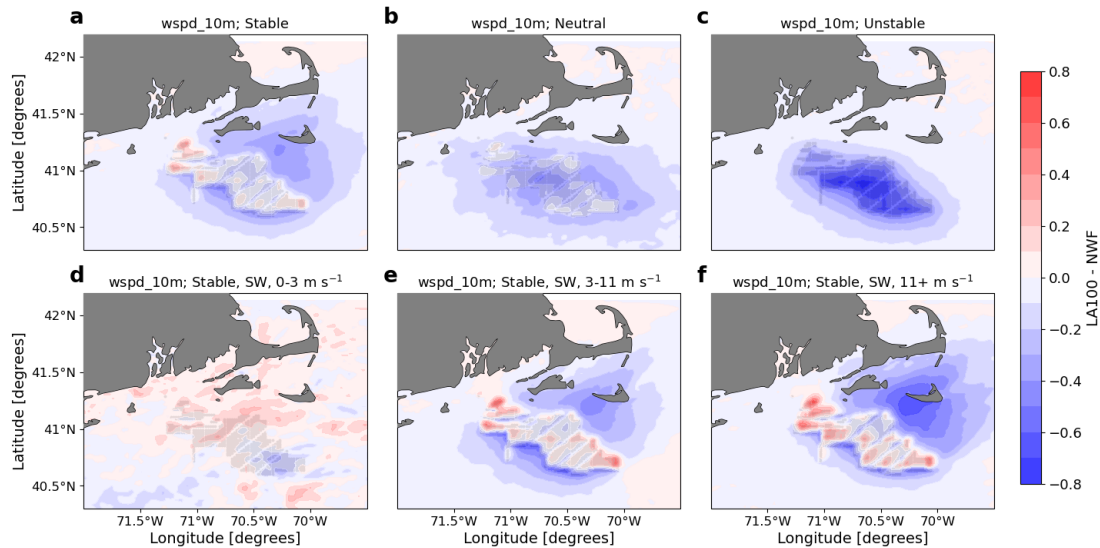 a wspd_10m; Stable
b wspd_10m; Neutral
c wspd_10m; Unstable
Latitude [degrees]
42°N
41.5°N
41°N
40.5°N
d wspd_10m; Stable, SW, 0-3 m s⁻¹
e wspd_10m; Stable, SW, 3-11 m s⁻¹
f wspd_10m; Stable, SW, 11+ m s⁻¹
Latitude [degrees]
42°N
41.5°N
41°N
40.5°N
71.5°W 71°W 70.5°W 70°W
71.5°W 71°W 70.5°W 70°W
71.5°W 71°W 70.5°W 70°W
Longitude [degrees]
Longitude [degrees]
Longitude [degrees]
0.8
0.6
0.4
0.2
0.0
−0.2
−0.4
−0.6
−0.8
LA100 - NWF